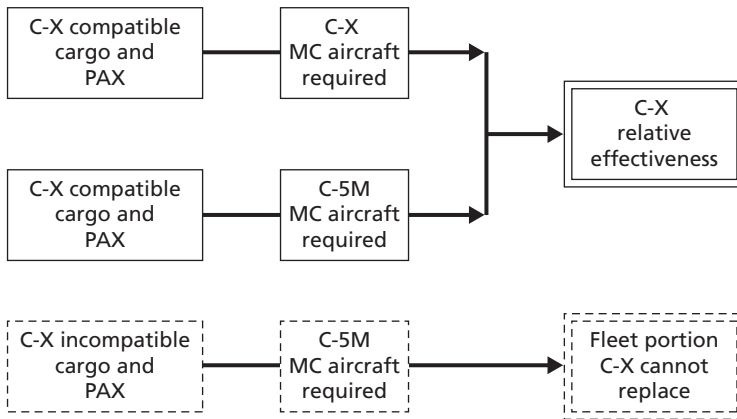 C-X compatible
cargo and
PAX
C-X
MC aircraft
required
C-X
relative
effectiveness
C-X compatible
cargo and
PAX
C-5M
MC aircraft
required
C-X incompatible
cargo and
PAX
C-5M
MC aircraft
required
Fleet portion
C-X cannot
replace